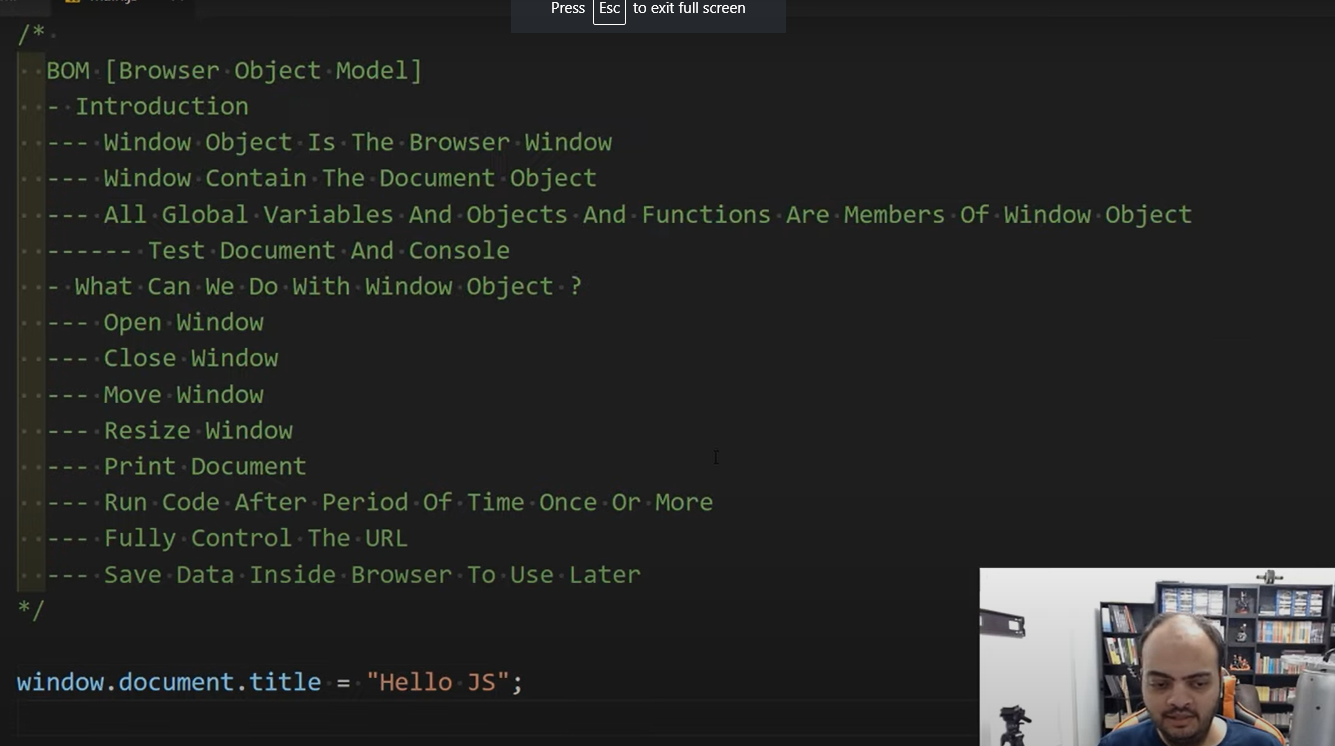 Press Esc to exit full screen
/*
BOM [Browser Object Model]
- Introduction
--- Window Object Is The Browser Window
--- Window Contain The Document Object
--- All Global Variables And Objects And Functions Are Members Of Window Object
------ Test Document And Console
- What Can We Do With Window Object ?
--- Open Window
--- Close Window
--- Move Window
--- Resize Window
--- Print Document
--- Run Code After Period Of Time Once Or More
--- Fully Control The URL
--- Save Data Inside Browser To Use Later
*/
window.document.title = "Hello JS";